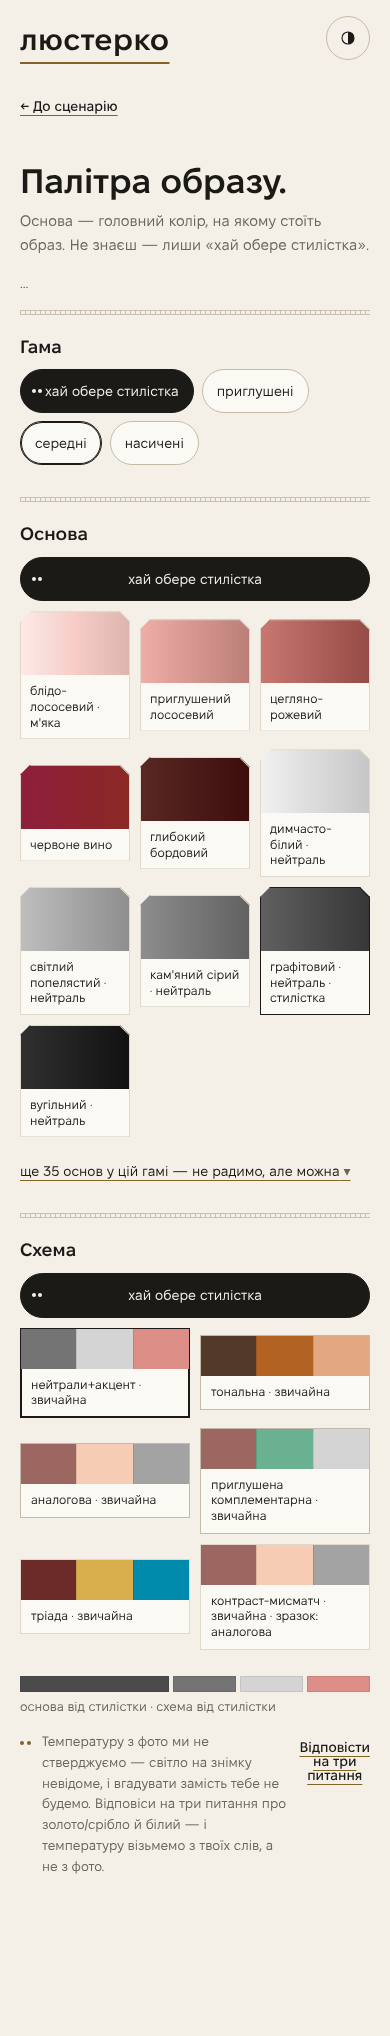 люстерко
← До сценарію
Палітра образу.
Основа — головний колір, на якому стоїть
образ. Не знаєш — лиши «хай обере стилістка».
...
Гама
хай обере стилістка
приглушені
середні
насичені
Основа
хай обере стилістка
блідо-
лососевий ·
м'яка
приглушений
лососевий
цегляно-
рожевий
червоне вино
глибокий
бордовий
димчасто-
білий ·
нейтраль
світлий
попелястий ·
нейтраль
кам'яний сірий
· нейтраль
графітовий ·
нейтраль ·
стилістка
вугільний ·
нейтраль
ще 35 основ у цій гамі — не радимо, але можна ▾
Схема
хай обере стилістка
нейтрали+акцент ·
звичайна
тональна · звичайна
аналогова · звичайна
приглушена
комплементарна ·
звичайна
тріада · звичайна
контраст-мисматч ·
звичайна · зразок:
аналогова
основа від стилістки · схема від стилістки
Температуру з фото ми не
стверджуємо — світло на знімку
невідоме, і вгадувати замість тебе не
будемо. Відповіси на три питання про
золото/срібло й білий — і
температуру візьмемо з твоїх слів, а
не з фото.
Відповісти
на три
питання